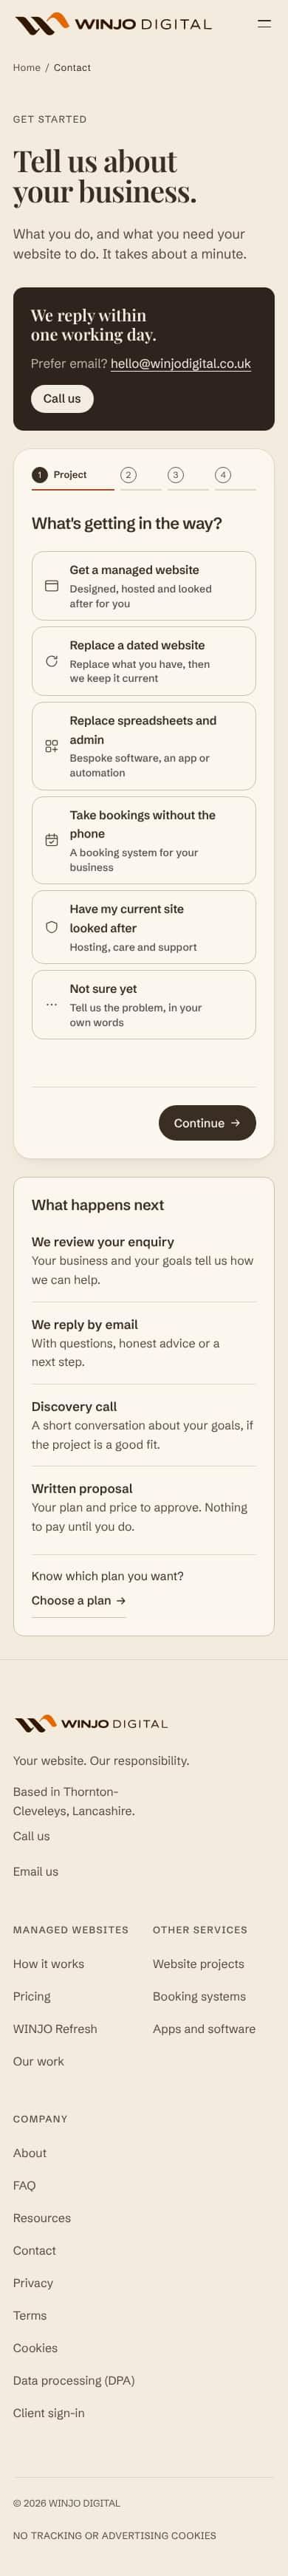 WINJO DIGITAL
Home / Contact
GET STARTED
Tell us about
your business.
What you do, and what you need your
website to do. It takes about a minute.
We reply within
one working day.
Prefer email? hello@winjodigital.co.uk
Call us
1 Project 2 3 4
What's getting in the way?
Get a managed website
Designed, hosted and looked
after for you
Replace a dated website
Replace what you have, then
we keep it current
Replace spreadsheets and
admin
Bespoke software, an app or
automation
Take bookings without the
phone
A booking system for your
business
Have my current site
looked after
Hosting, care and support
Not sure yet
Tell us the problem, in your
own words
Continue →
What happens next
We review your enquiry
Your business and your goals tell us how
we can help.
We reply by email
With questions, honest advice or a
next step.
Discovery call
A short conversation about your goals, if
the project is a good fit.
Written proposal
Your plan and price to approve. Nothing
to pay until you do.
Know which plan you want?
Choose a plan →
WINJO DIGITAL
Your website. Our responsibility.
Based in Thornton-
Cleveleys, Lancashire.
Call us
Email us
MANAGED WEBSITES
How it works
Pricing
WINJO Refresh
Our work
OTHER SERVICES
Website projects
Booking systems
Apps and software
COMPANY
About
FAQ
Resources
Contact
Privacy
Terms
Cookies
Data processing (DPA)
Client sign-in
© 2026 WINJO DIGITAL
NO TRACKING OR ADVERTISING COOKIES